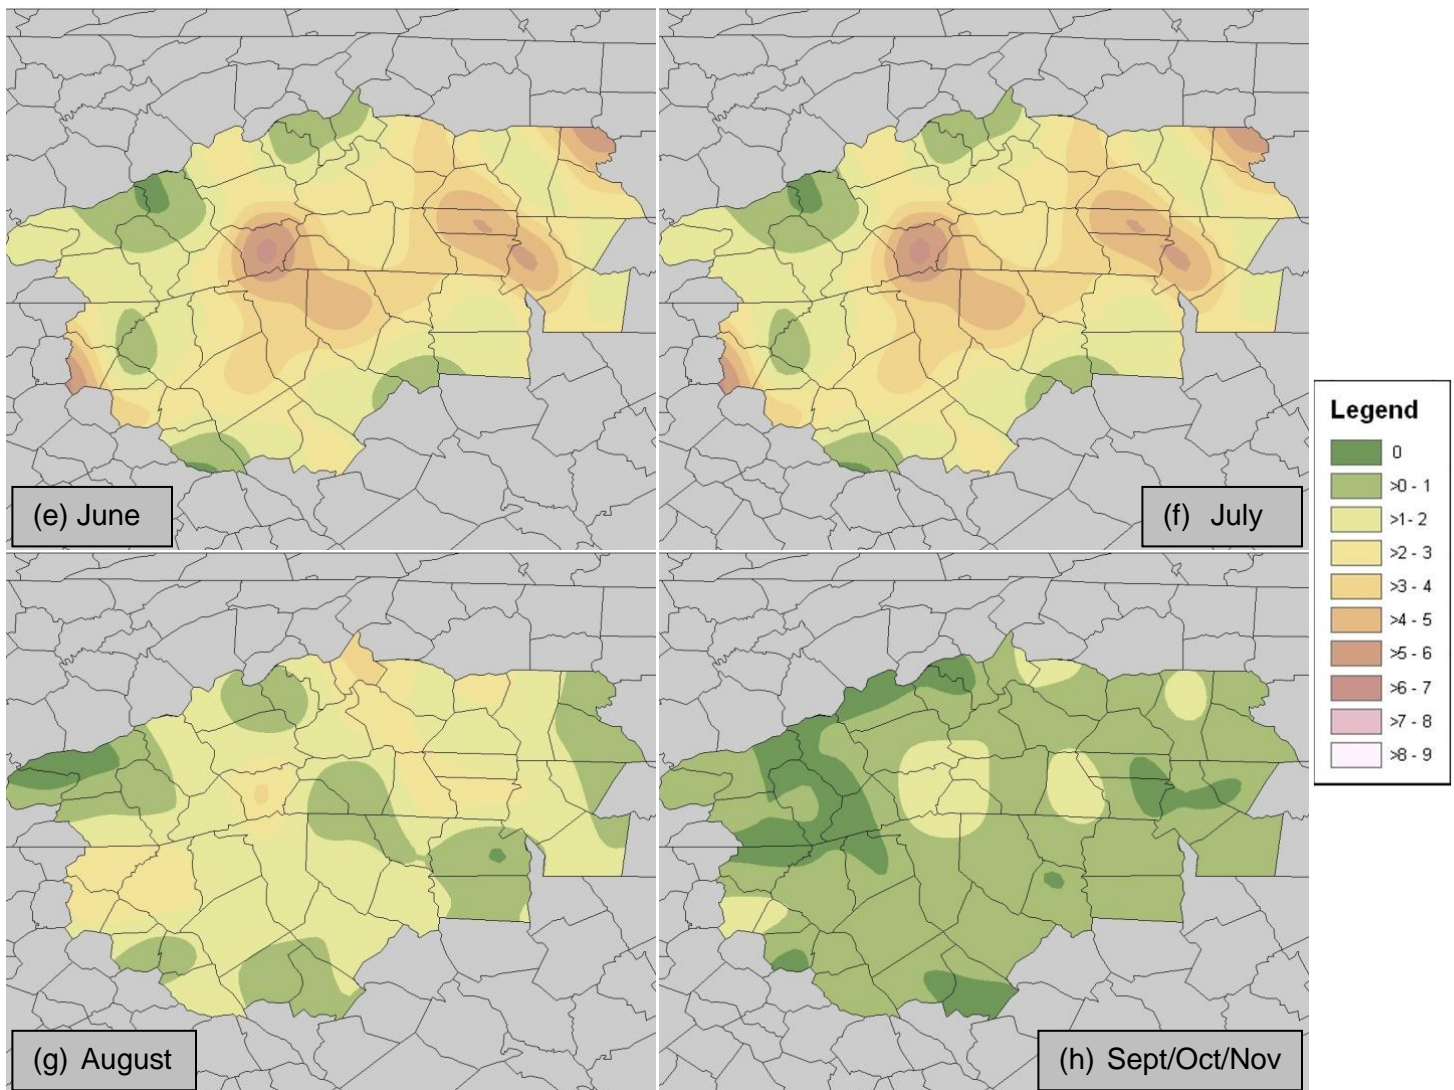 (e) June
(f) July
Legend
0
>0 - 1
>1 - 2
>2 - 3
>3 - 4
>4 - 5
>5 - 6
>6 - 7
>7 - 8
>8 - 9
(g) August
(h) Sept/Oct/Nov